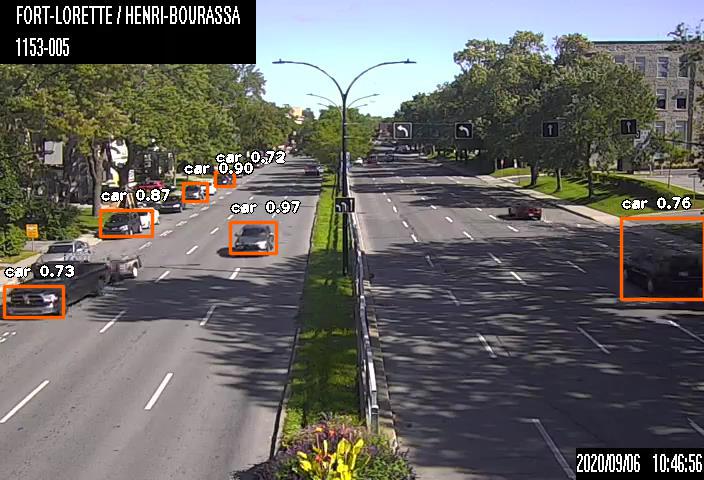 FORT-LORETTE / HENRI-BOURASSA
1153-005
car 0.72
car 0.90
car 0.87
car 0.97
car 0.76
car 0.73
2020/09/06 10:46:56